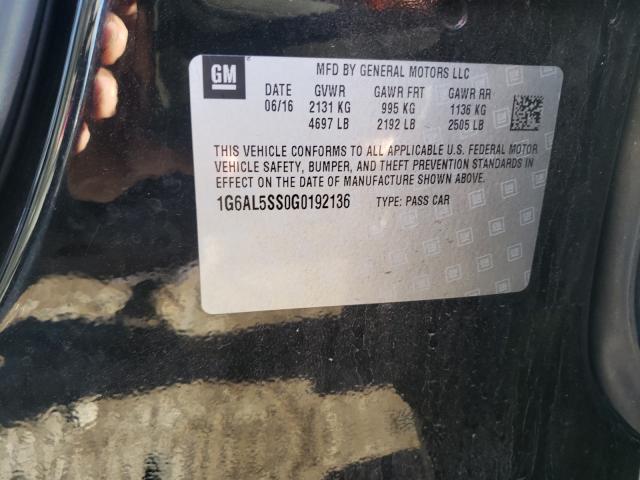 GM
MFD BY GENERAL MOTORS LLC
DATE GVWR GAWR FRT GAWR RR
06/16 2131 KG 995 KG 1136 KG
4697 LB 2192 LB 2505 LB
THIS VEHICLE CONFORMS TO ALL APPLICABLE U.S. FEDERAL MOTOR
VEHICLE SAFETY, BUMPER, AND THEFT PREVENTION STANDARDS IN
EFFECT ON THE DATE OF MANUFACTURE SHOWN ABOVE.
1G6AL5SS0G0192136 TYPE: PASS CAR